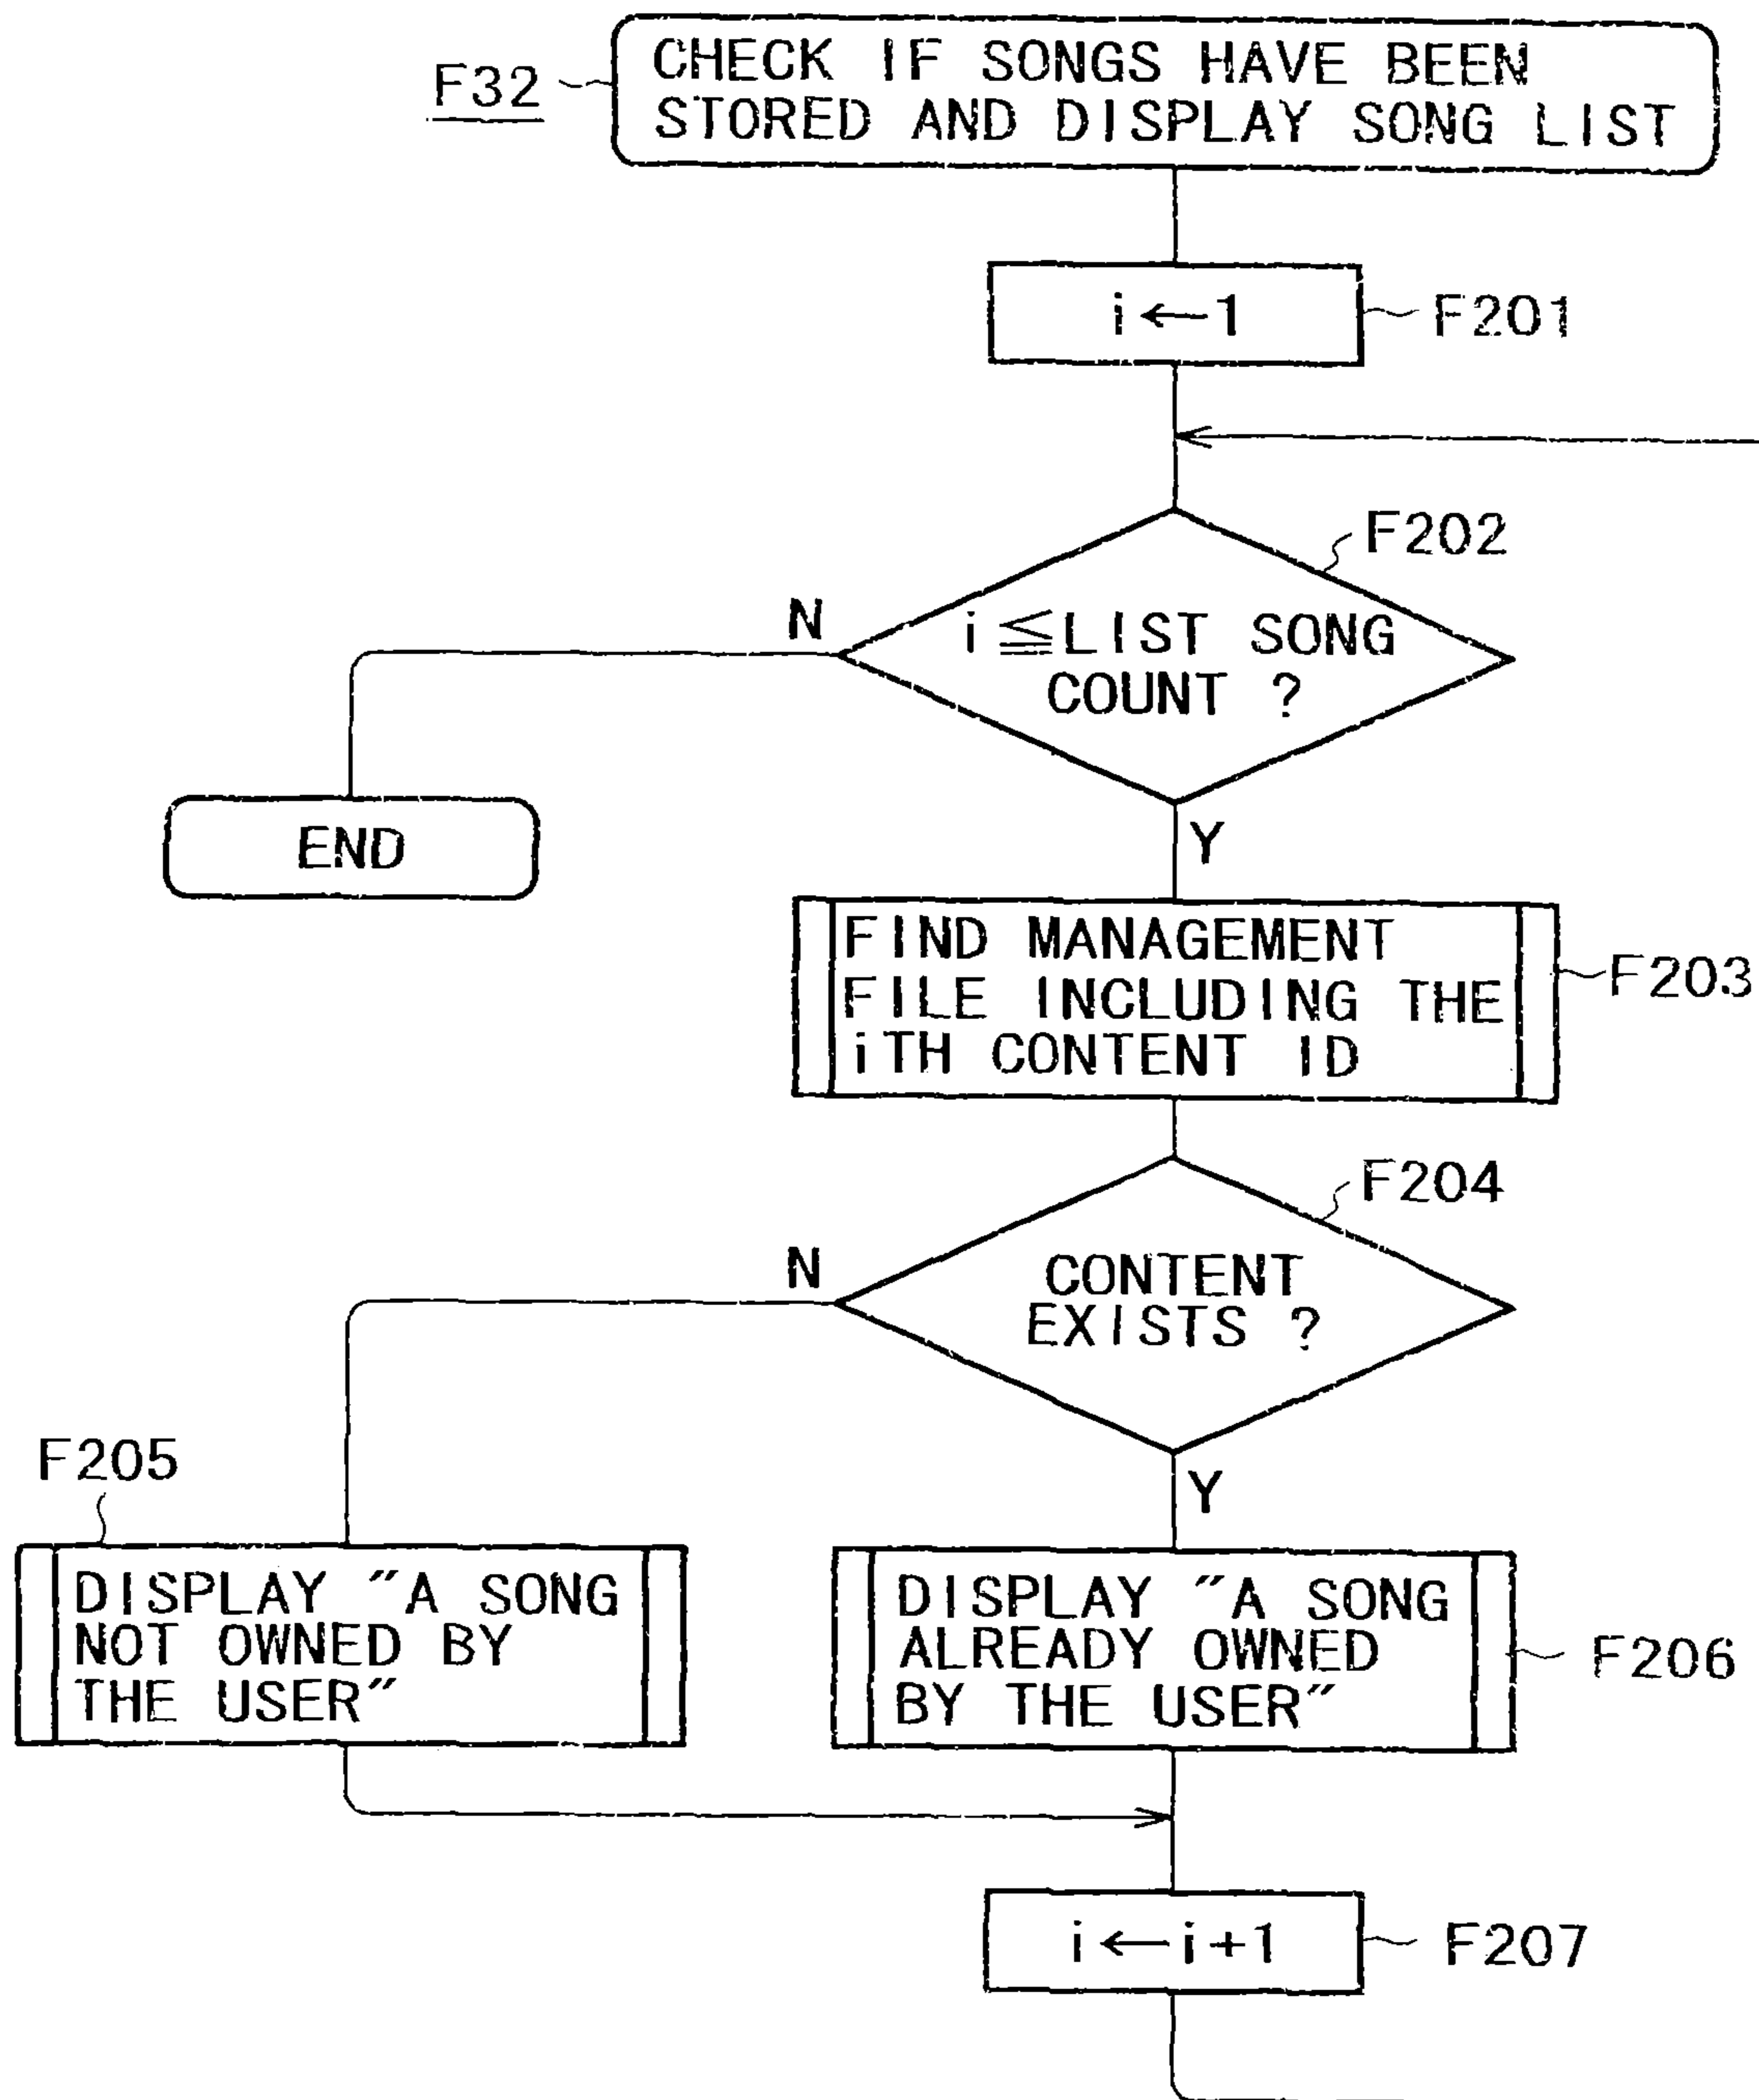 F32
CHECK IF SONGS HAVE BEEN
STORED AND DISPLAY SONG LIST
i←1
F201
F202
N
i≦LIST SONG
COUNT ?
END
Y
FIND MANAGEMENT
FILE INCLUDING THE
iTH CONTENT ID
F203
F204
N
CONTENT
EXISTS ?
F205
Y
DISPLAY "A SONG
NOT OWNED BY
THE USER"
DISPLAY "A SONG
ALREADY OWNED
BY THE USER"
F206
i←i+1
F207